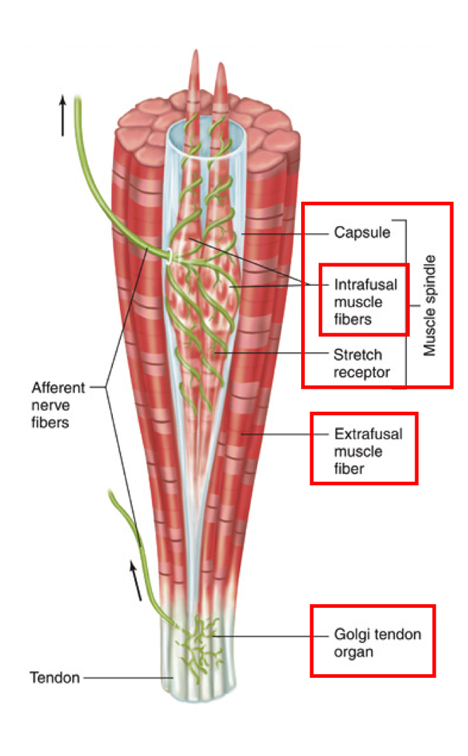 Capsule
Intrafusal
muscle
fibers
Stretch
receptor
Muscle spindle
Afferent
nerve
fibers
Extrafusal
muscle
fiber
Golgi tendon
organ
Tendon